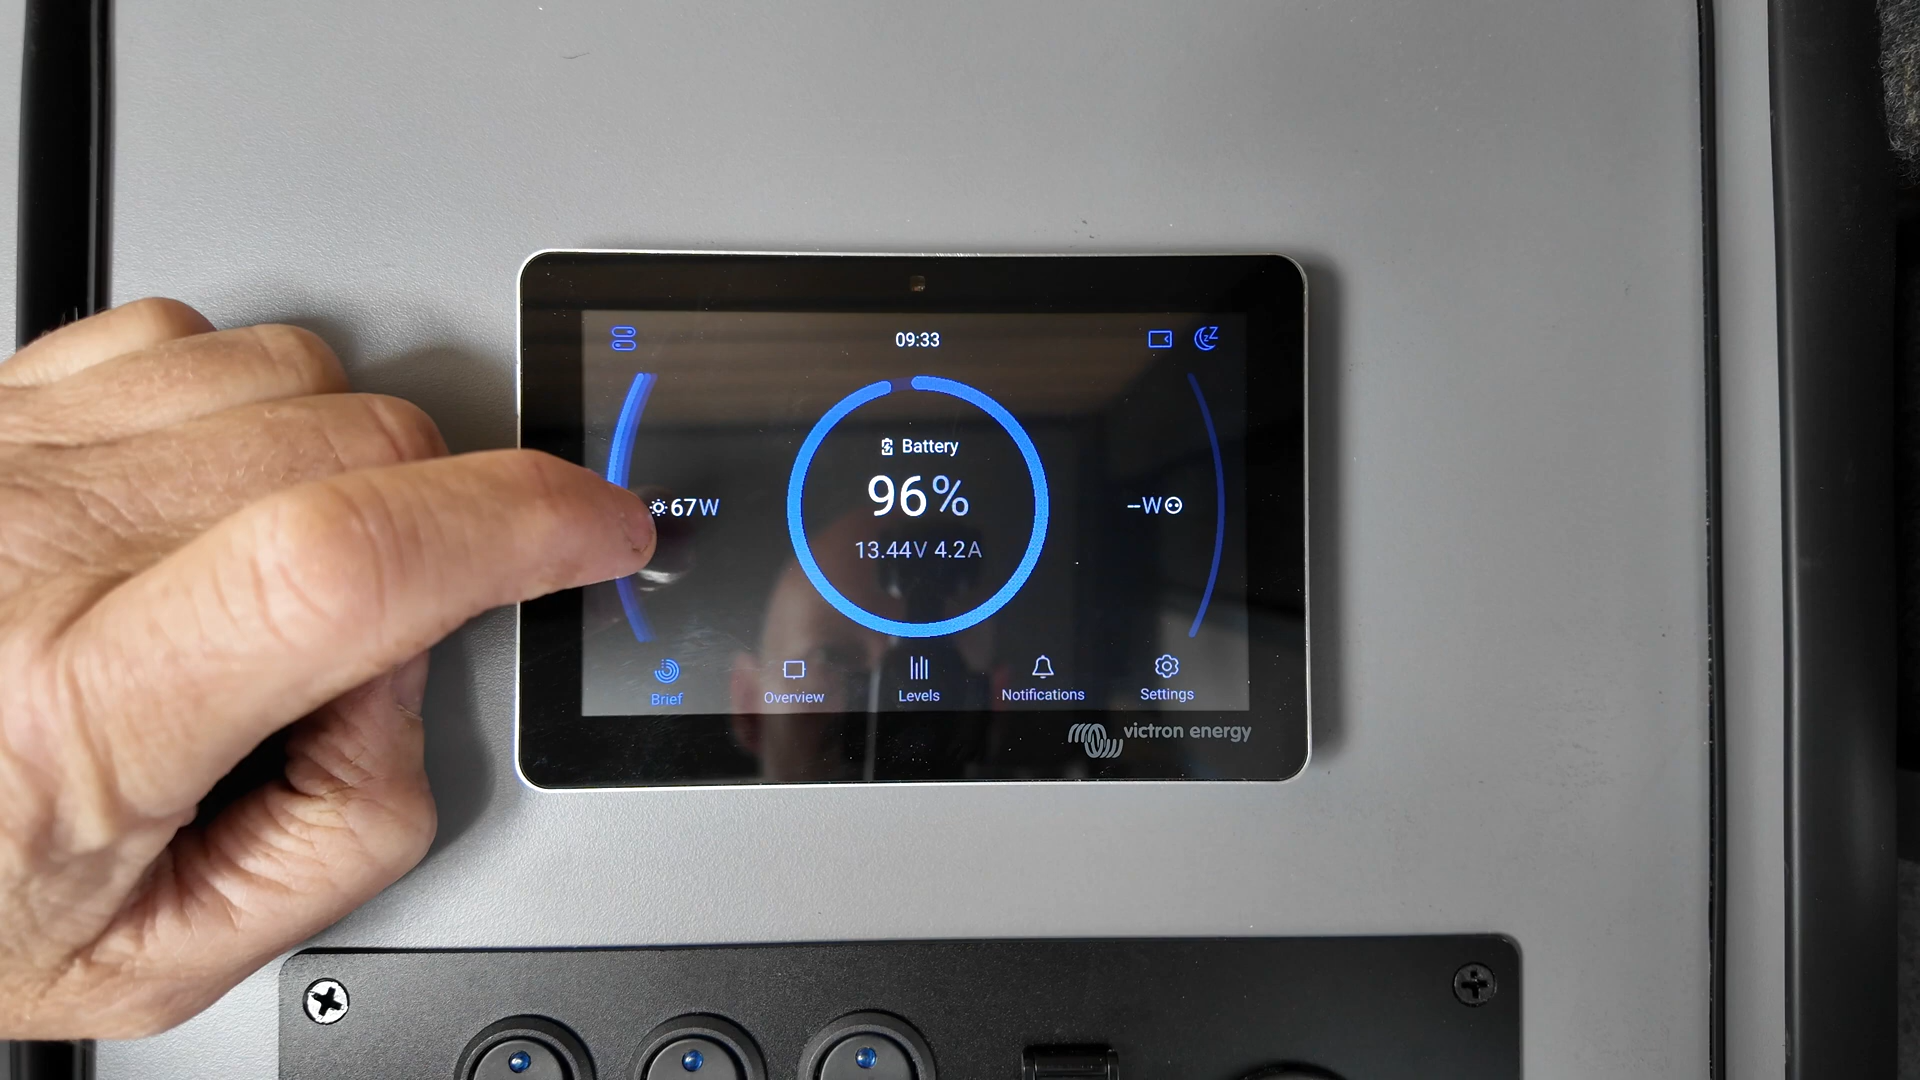 09:33
Battery
96%
13.44V 4.2A
67W
--W
Brief
Overview
Levels
Notifications
Settings
victron energy